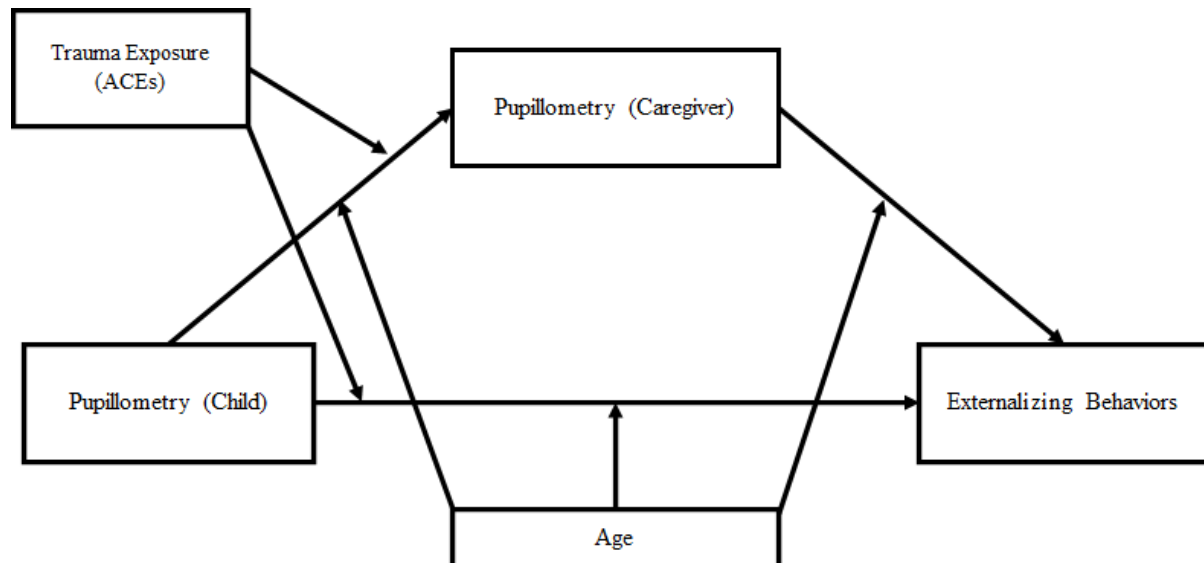 Trauma Exposure
(ACEs)
Pupillometry (Caregiver)
Pupillometry (Child)
Externalizing Behaviors
Age